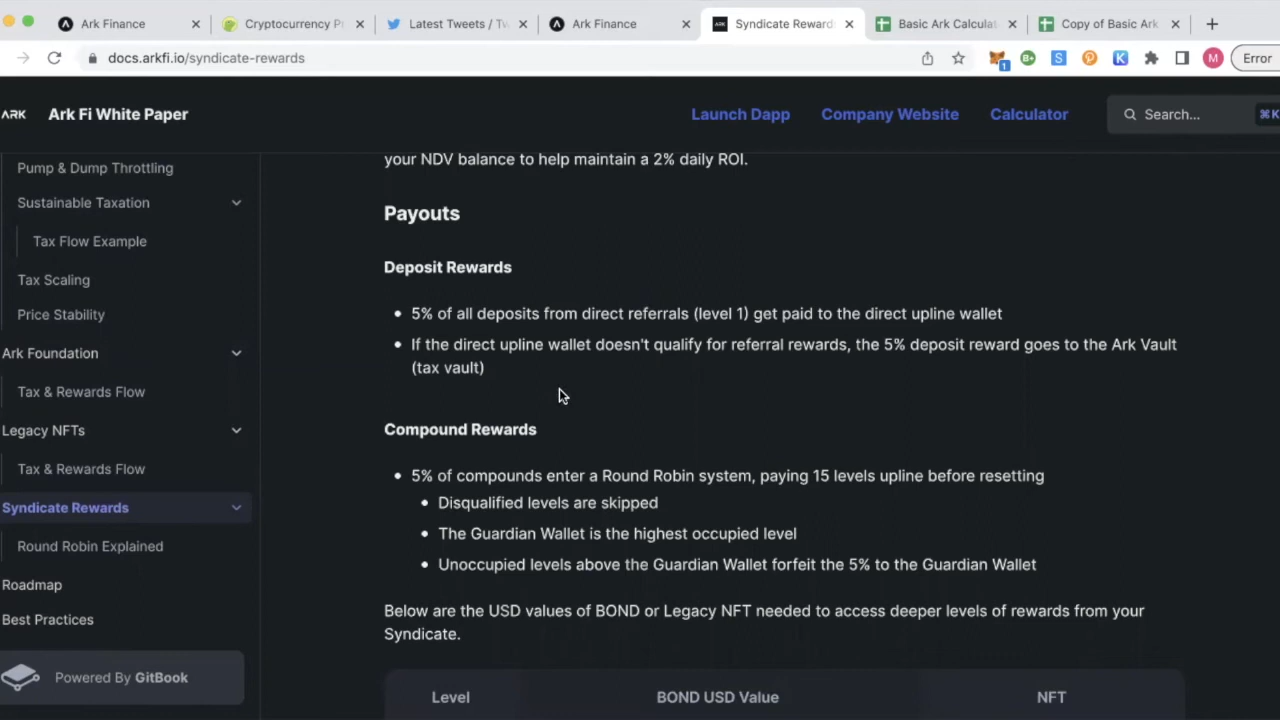 Ark Finance
Cryptocurrency P
Latest Tweets / Tw
Ark Finance
Syndicate Reward
Basic Ark Calculat
Copy of Basic Ark
docs.arkfi.io/syndicate-rewards
1
B+
S
P
K
M
Error
ARK
Ark Fi White Paper
Launch Dapp
Company Website
Calculator
Search...
⌘K
Pump & Dump Throttling
Sustainable Taxation
Tax Flow Example
Tax Scaling
Price Stability
Ark Foundation
Tax & Rewards Flow
Legacy NFTs
Tax & Rewards Flow
Syndicate Rewards
Round Robin Explained
Roadmap
Best Practices
Powered By GitBook
your NDV balance to help maintain a 2% daily ROI.
Payouts
Deposit Rewards
5% of all deposits from direct referrals (level 1) get paid to the direct upline wallet
If the direct upline wallet doesn't qualify for referral rewards, the 5% deposit reward goes to the Ark Vault
(tax vault)
Compound Rewards
5% of compounds enter a Round Robin system, paying 15 levels upline before resetting
Disqualified levels are skipped
The Guardian Wallet is the highest occupied level
Unoccupied levels above the Guardian Wallet forfeit the 5% to the Guardian Wallet
Below are the USD values of BOND or Legacy NFT needed to access deeper levels of rewards from your
Syndicate.
Level
BOND USD Value
NFT